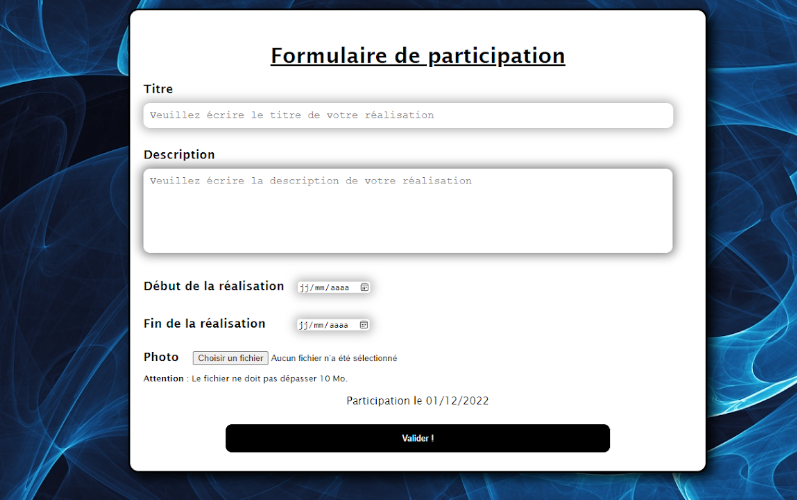 Formulaire de participation
Titre
Veuillez écrire le titre de votre réalisation
Description
Veuillez écrire la description de votre réalisation
Début de la réalisation jj/mm/aaaa
Fin de la réalisation jj/mm/aaaa
Photo Choisir un fichier Aucun fichier n'a été sélectionné
Attention : Le fichier ne doit pas dépasser 10 Mo.
Participation le 01/12/2022
Valider !